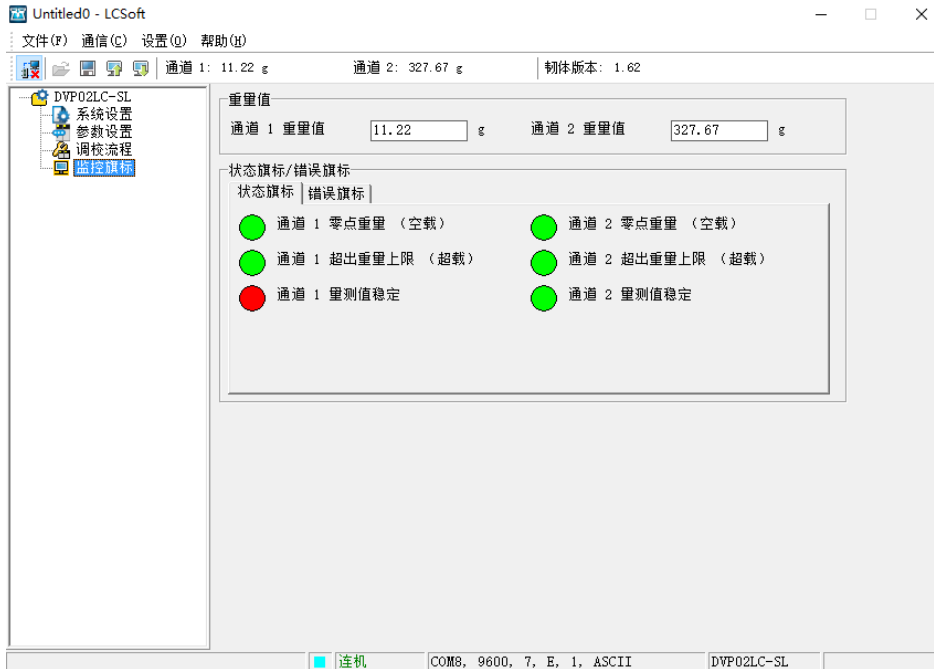 Untitled0 - LCSoft
文件(F) 通信(C) 设置(O) 帮助(H)
通道 1: 11.22 g 通道 2: 327.67 g 韧体版本: 1.62
DVP02LC-SL
系统设置
参数设置
调校流程
监控旗标
重量值
通道 1 重量值 11.22 g 通道 2 重量值 327.67 g
状态旗标/错误旗标
状态旗标 错误旗标
通道 1 零点重量 (空载) 通道 2 零点重量 (空载)
通道 1 超出重量上限 (超载) 通道 2 超出重量上限 (超载)
通道 1 量测值稳定 通道 2 量测值稳定
连机 COM8, 9600, 7, E, 1, ASCII DVP02LC-SL